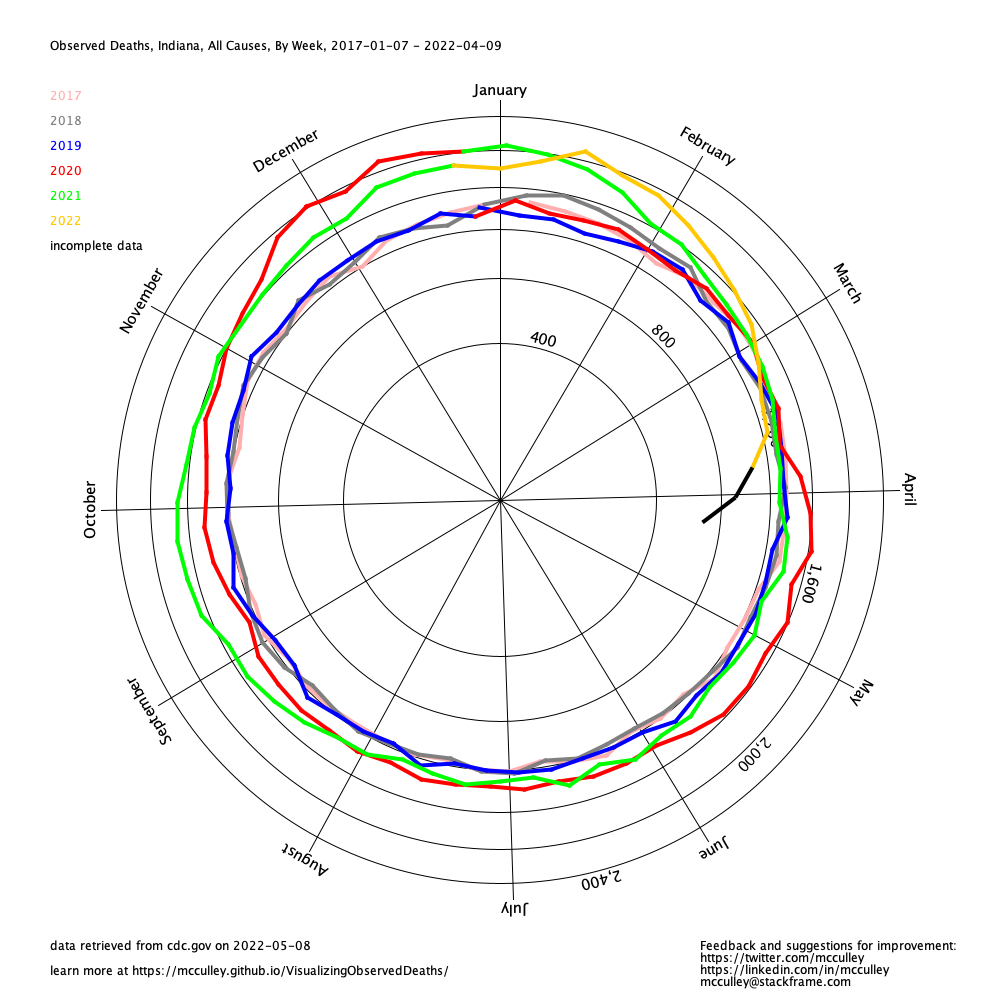 Observed Deaths, Indiana, All Causes, By Week, 2017-01-07 - 2022-04-09
January
2017
2018
2019
2020
2021
2022
incomplete data
December
February
November
March
400
800
October
April
1,600
September
May
2,000
August
June
2,400
July
data retrieved from cdc.gov on 2022-05-08
learn more at https://mcculley.github.io/VisualizingObservedDeaths/
Feedback and suggestions for improvement:
https://twitter.com/mcculley
https://linkedin.com/in/mcculley
mcculley@stackframe.com